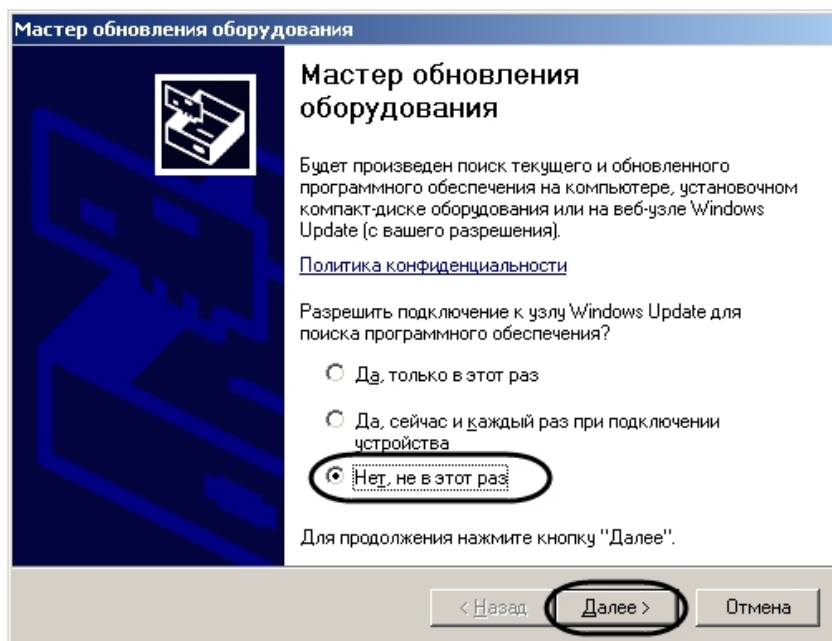 Мастер обновления оборудования
Мастер обновления
оборудования
Будет произведен поиск текущего и обновленного
программного обеспечения на компьютере, установочном
компакт-диске оборудования или на веб-узле Windows
Update (с вашего разрешения).
Политика конфиденциальности
Разрешить подключение к узлу Windows Update для
поиска программного обеспечения?
Да, только в этот раз
Да, сейчас и каждый раз при подключении
устройства
Нет, не в этот раз
Для продолжения нажмите кнопку "Далее".
< Назад
Далее >
Отмена